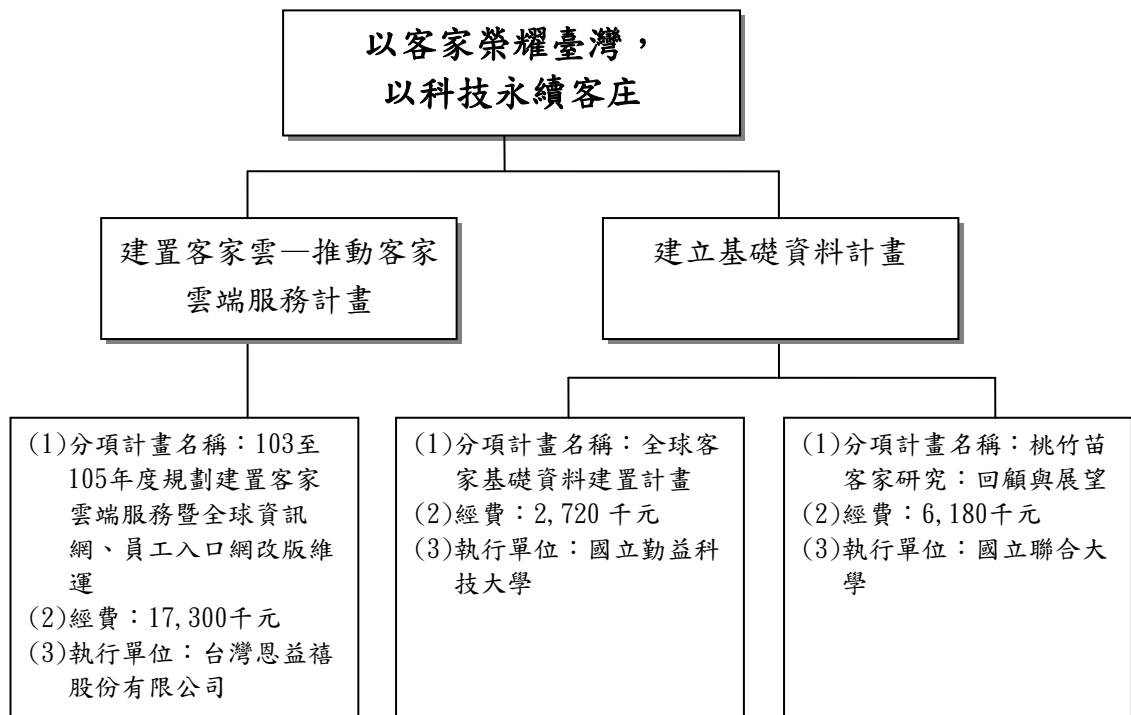 以客家榮耀臺灣，
以科技永續客庄
建置客家雲—推動客家
雲端服務計畫
建立基礎資料計畫
(1)分項計畫名稱：103至
105年度規劃建置客家
雲端服務暨全球資訊
網、員工入口網改版維
運
(2)經費：17,300千元
(3)執行單位：台灣恩益禧
股份有限公司
(1)分項計畫名稱：全球客
家基礎資料建置計畫
(2)經費：2,720 千元
(3)執行單位：國立勤益科
技大學
(1)分項計畫名稱：桃竹苗
客家研究：回顧與展望
(2)經費：6,180千元
(3)執行單位：國立聯合大
學